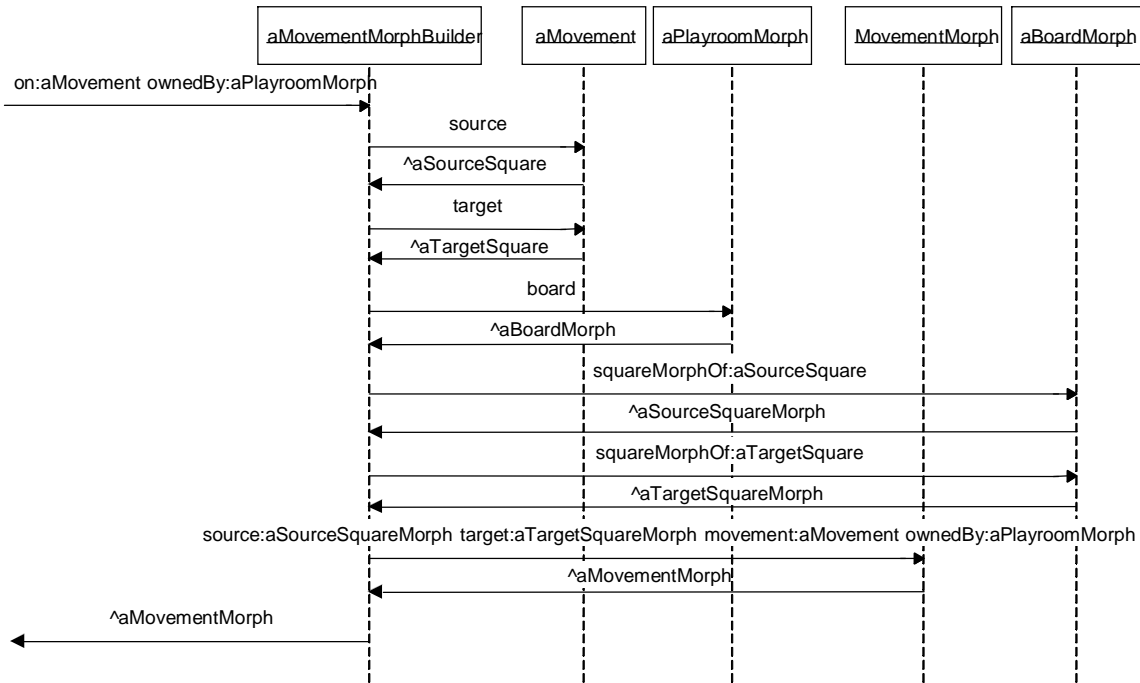 aMovementMorphBuilder
aMovement
aPlayroomMorph
MovementMorph
aBoardMorph
on:aMovement ownedBy:aPlayroomMorph
source
^aSourceSquare
target
^aTargetSquare
board
^aBoardMorph
squareMorphOf:aSourceSquare
^aSourceSquareMorph
squareMorphOf:aTargetSquare
^aTargetSquareMorph
source:aSourceSquareMorph target:aTargetSquareMorph movement:aMovement ownedBy:aPlayroomMorph
^aMovementMorph
^aMovementMorph